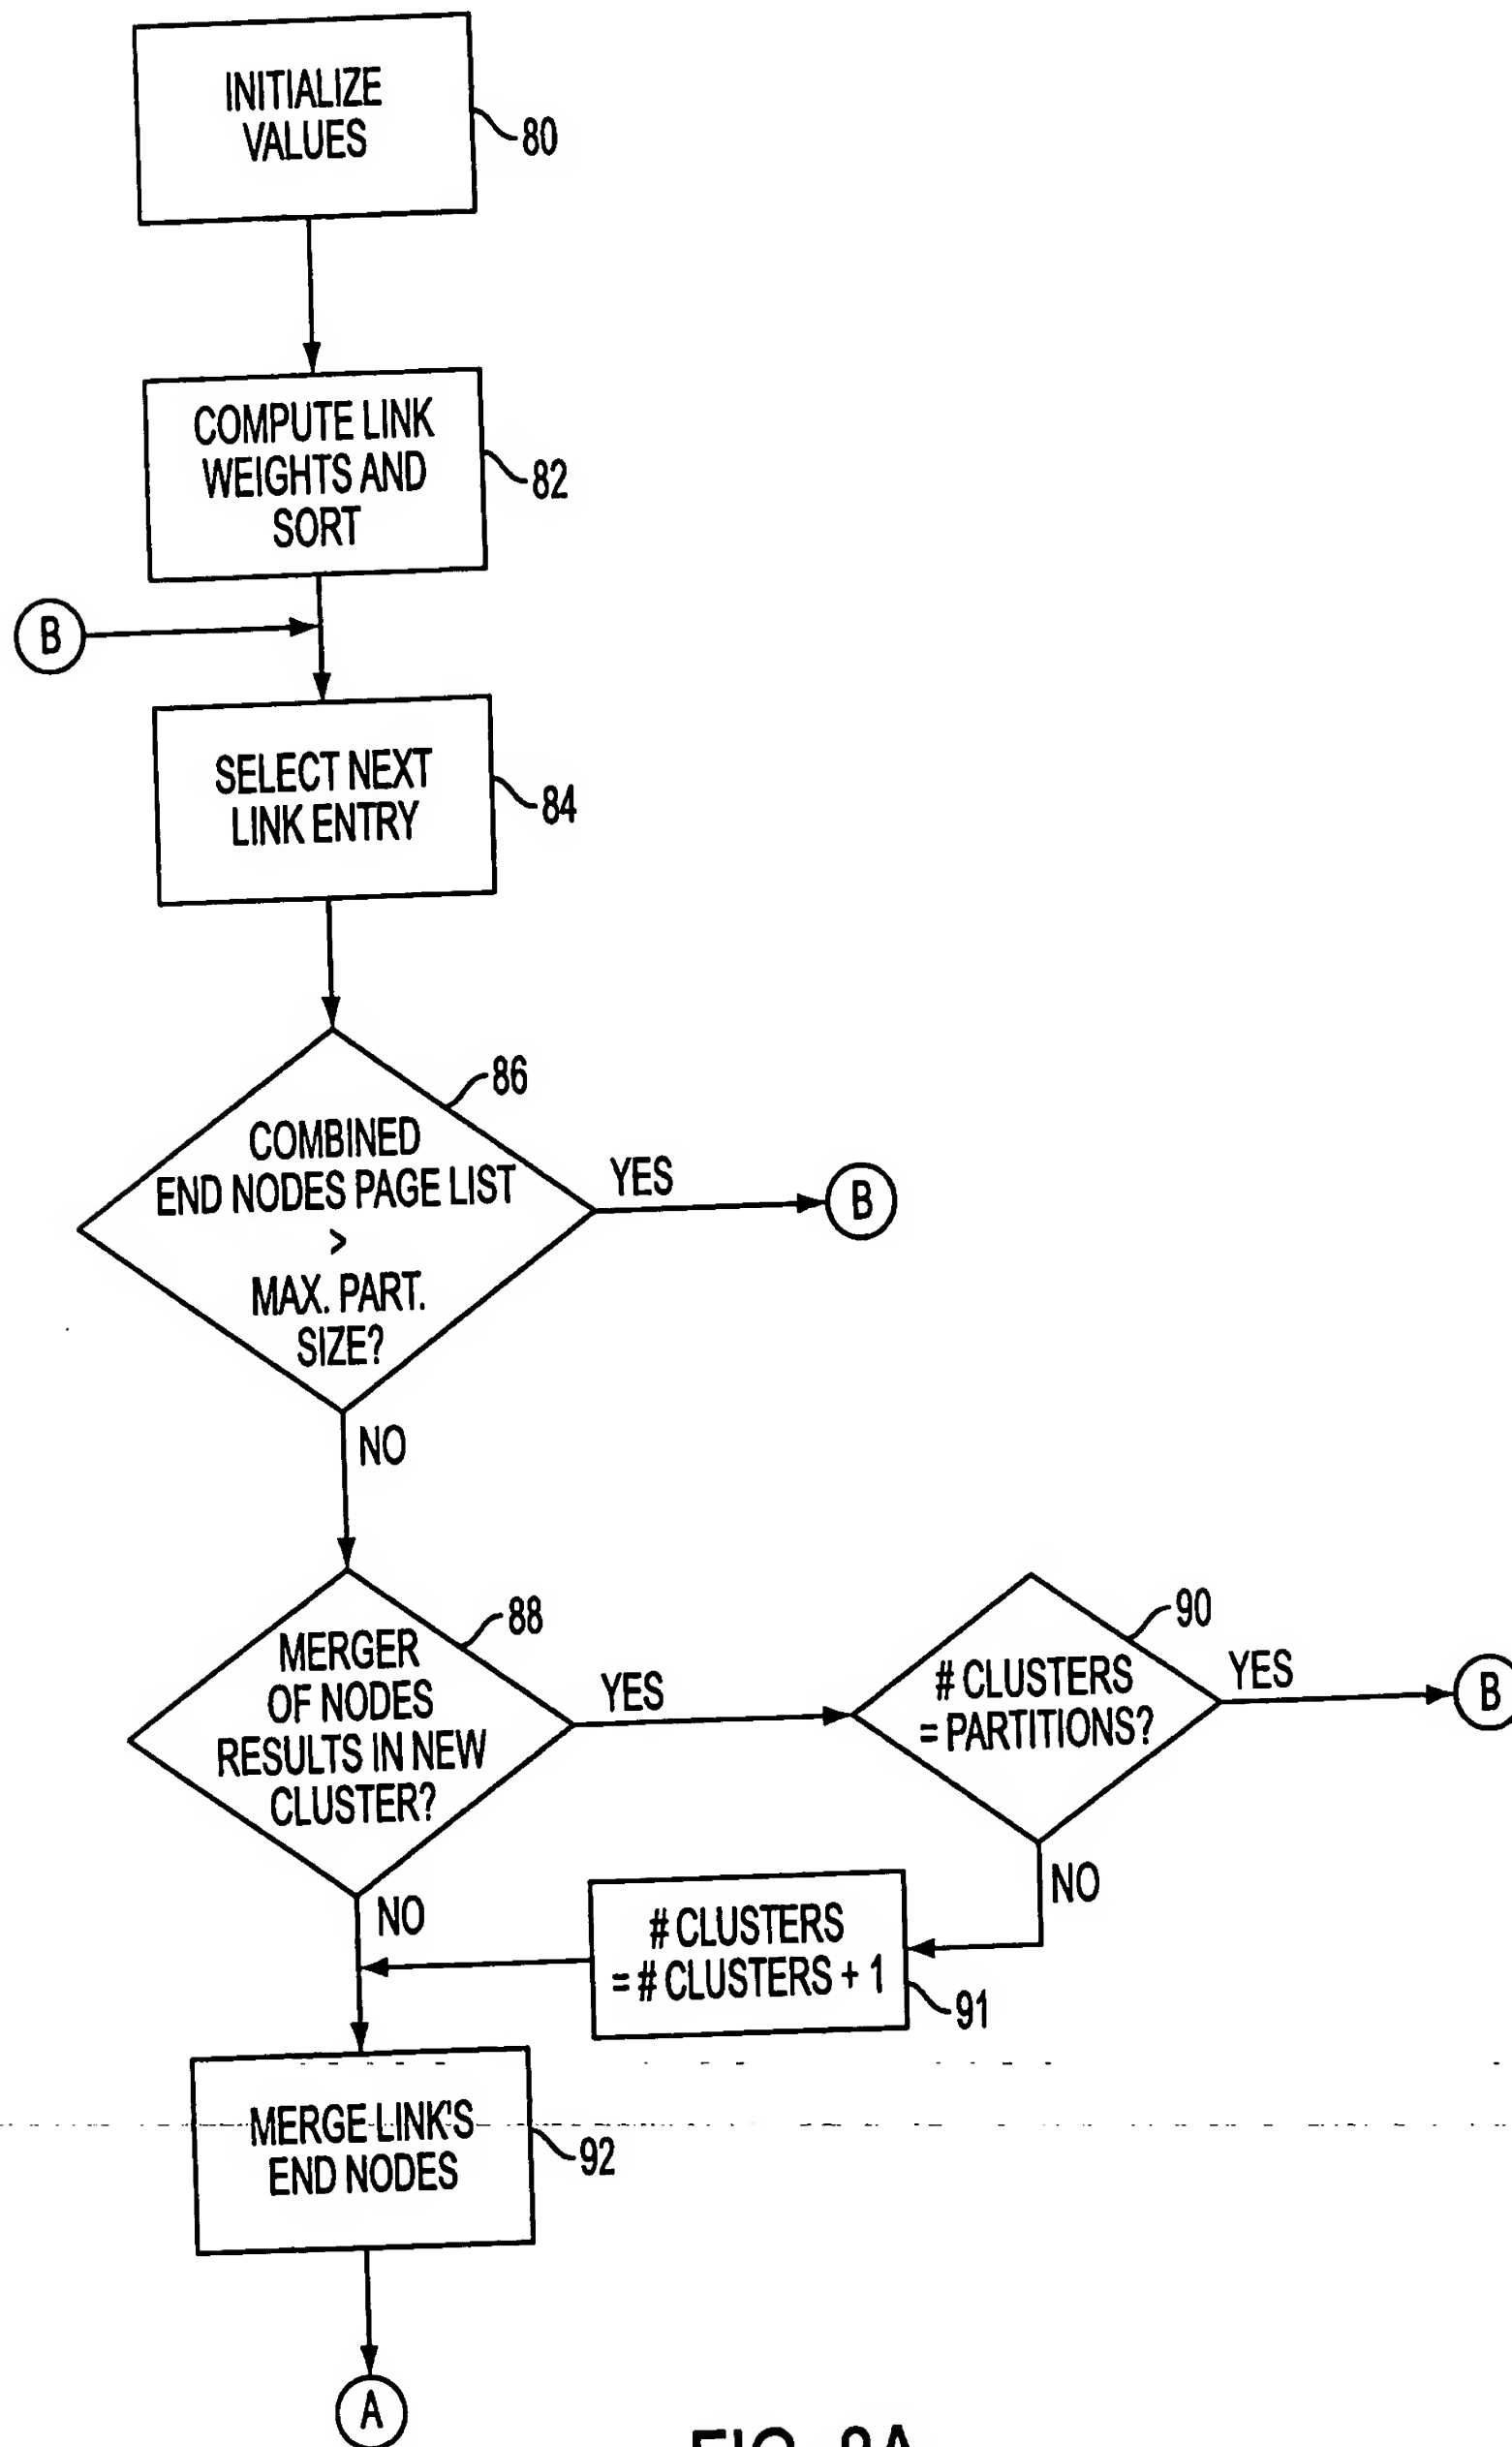 INITIALIZE
VALUES
80
COMPUTE LINK
WEIGHTS AND
SORT
82
B
SELECT NEXT
LINK ENTRY
84
86
COMBINED
END NODES PAGE LIST
>
MAX. PART.
SIZE?
YES
B
NO
88
MERGER
OF NODES
RESULTS IN NEW
CLUSTER?
YES
90
# CLUSTERS
= PARTITIONS?
YES
B
NO
NO
# CLUSTERS
= # CLUSTERS + 1
91
MERGE LINK'S
END NODES
92
A